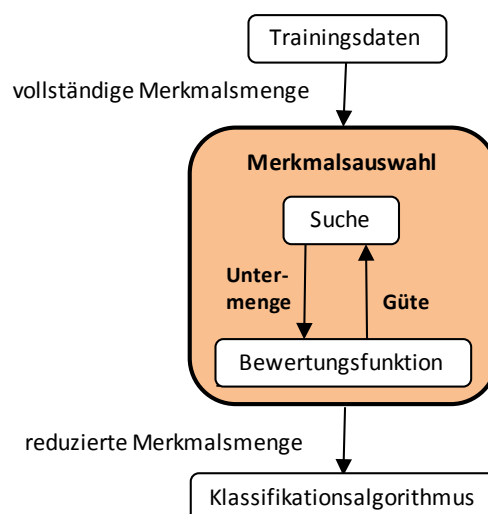 Trainingsdaten
vollständige Merkmalsmenge
Merkmalsauswahl
Suche
Unter-
menge
Güte
Bewertungsfunktion
reduzierte Merkmalsmenge
Klassifikationsalgorithmus